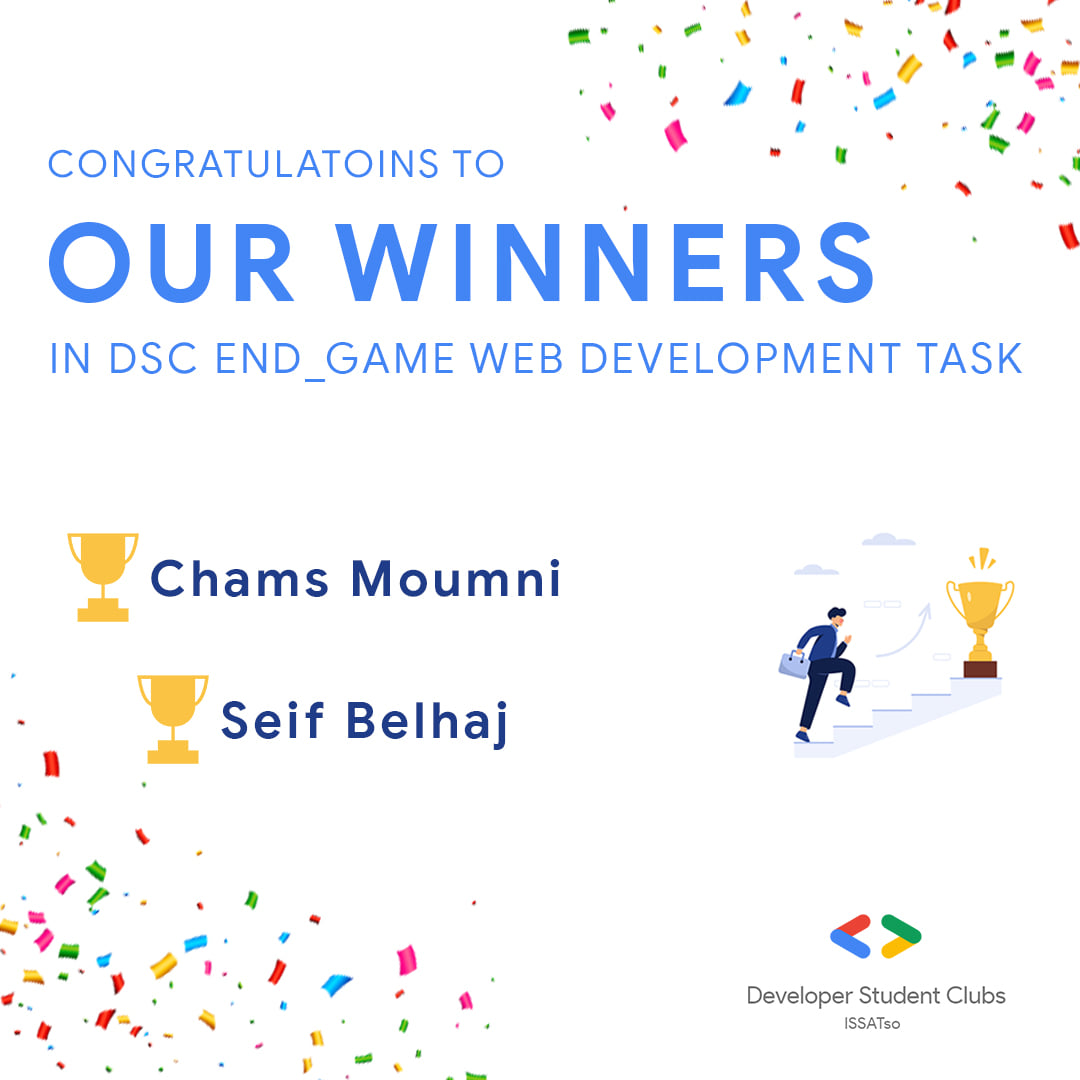 CONGRATULATOINS TO
OUR WINNERS
IN DSC END_GAME WEB DEVELOPMENT TASK
Chams Moumni
Seif Belhaj
Developer Student Clubs
ISSATso